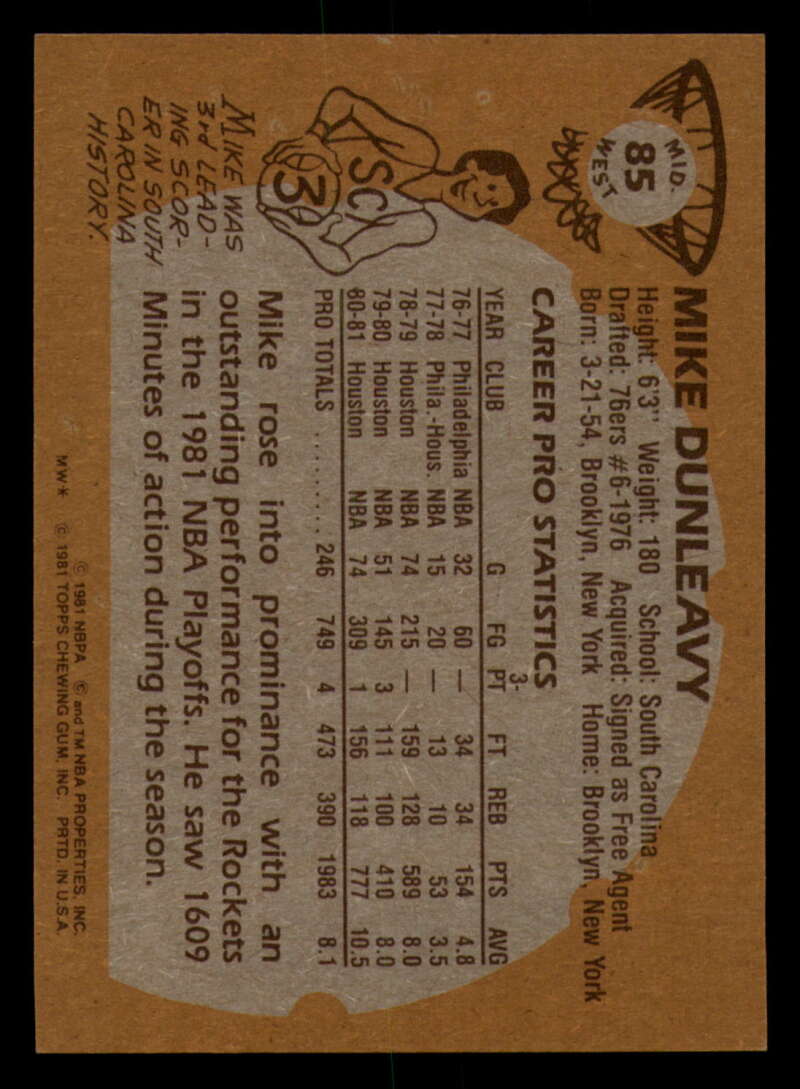 MID.
85
WEST
MIKE DUNLEAVY
Height: 6'3" Weight: 180 School: South Carolina
Drafted: 76ers #6-1976 Acquired: Signed as Free Agent
Born: 3-21-54, Brooklyn, New York Home: Brooklyn, New York
CAREER PRO STATISTICS
YEAR CLUB G FG 3-PT FT REB PTS AVG
76-77 Philadelphia NBA 32 60 — 34 34 154 4.8
77-78 Phila.-Hous. NBA 15 20 — 13 10 53 3.5
78-79 Houston NBA 74 215 — 159 128 589 8.0
79-80 Houston NBA 51 145 3 111 100 410 8.0
80-81 Houston NBA 74 309 1 156 118 777 10.5
PRO TOTALS ......... 246 749 4 473 390 1983 8.1
SC
3
MIKE WAS
3rd LEAD-
ING SCOR-
ER IN SOUTH
CAROLINA
HISTORY.
Mike rose into prominance with an
outstanding performance for the Rockets
in the 1981 NBA Playoffs. He saw 1609
Minutes of action during the season.
© 1981 NBPA © and TM NBA PROPERTIES, INC.
MW* © 1981 TOPPS CHEWING GUM, INC. PRTD. IN U.S.A.